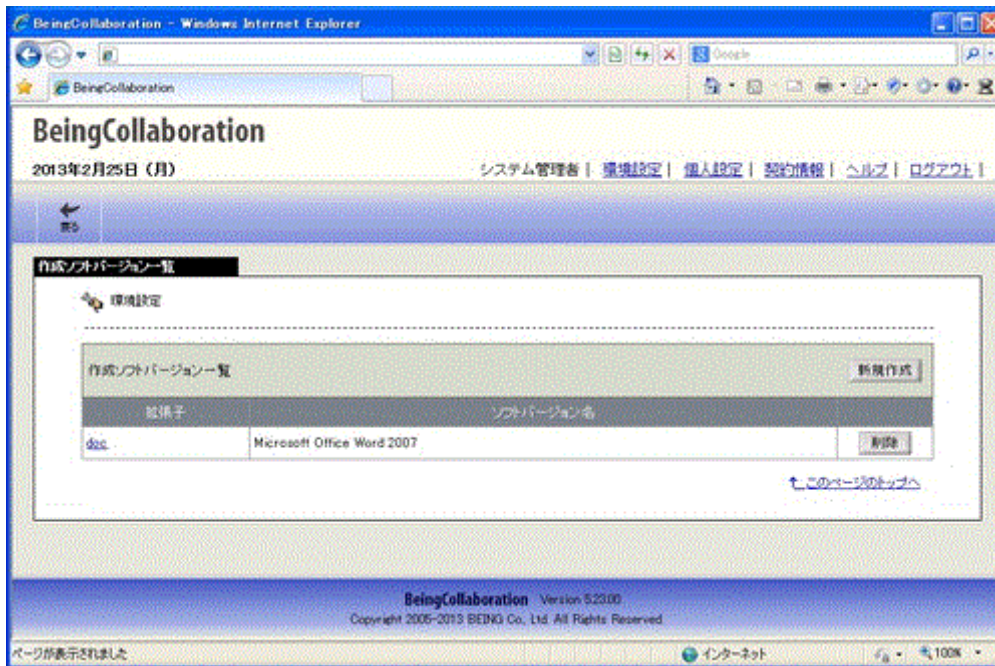 BeingCollaboration - Windows Internet Explorer
Google
BeingCollaboration
BeingCollaboration
2013年2月25日（月）
システム管理者 | 環境設定 | 個人設定 | 契約情報 | ヘルプ | ログアウト |
戻る
作成ソフトバージョン一覧
環境設定
作成ソフトバージョン一覧 新規作成
拡張子 ソフトバージョン名
doc Microsoft Office Word 2007 削除
このページのトップへ
BeingCollaboration Version 5.23.00
Copyright 2005-2013 BEING Co., Ltd. All Rights Reserved.
ページが表示されました インターネット 100%